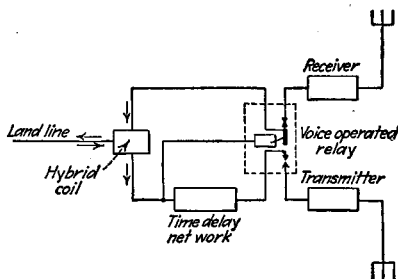 Receiver
Land line
Voice operated
relay
Hybrid
coil
Transmitter
Time delay
net work